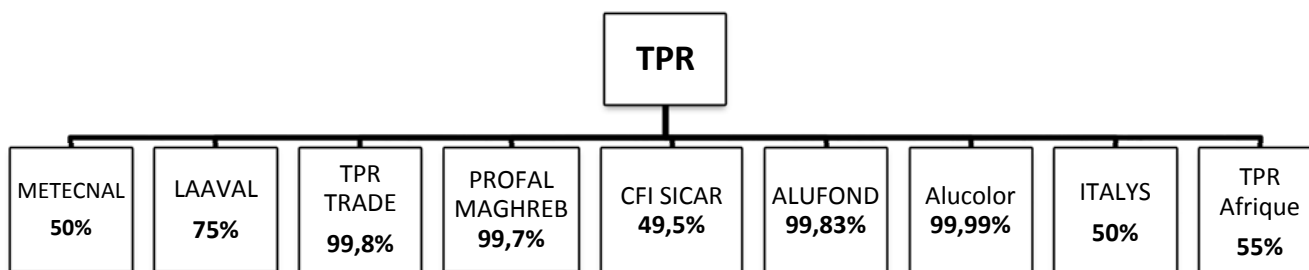 TPR
METECNAL
50%
LAAVAL
75%
TPR
TRADE
99,8%
PROFAL
MAGHREB
99,7%
CFI SICAR
49,5%
ALUFOND
99,83%
Alucolor
99,99%
ITALYS
50%
TPR
Afrique
55%